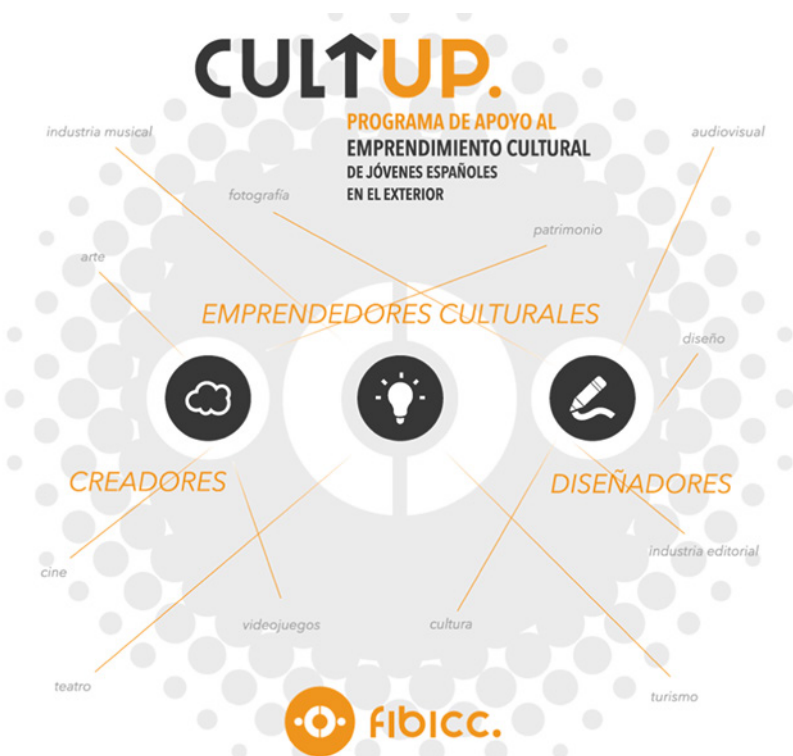 CULTUP.
PROGRAMA DE APOYO AL
EMPRENDIMIENTO CULTURAL
DE JÓVENES ESPAÑOLES
EN EL EXTERIOR
industria musical
audiovisual
fotografía
patrimonio
arte
EMPRENDEDORES CULTURALES
diseño
CREADORES
DISEÑADORES
industria editorial
cine
videojuegos
cultura
teatro
turismo
fibicc.